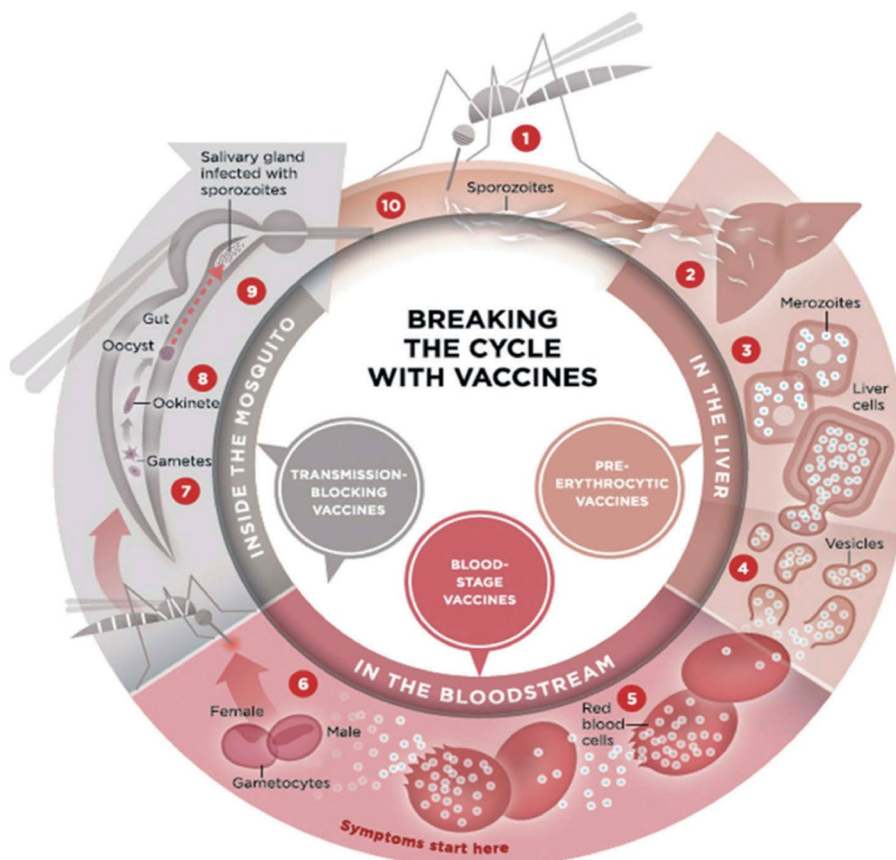 1
Salivary gland
infected with
sporozoites
10
Sporozoites
2
9
Merozoites
BREAKING
THE CYCLE
WITH VACCINES
3
Gut
Oocyst
8
Ookinete
Liver
cells
INSIDE THE MOSQUITO
IN THE LIVER
Gametes
7
TRANSMISSION-
BLOCKING
VACCINES
PRE-
ERYTHROCYTIC
VACCINES
BLOOD-
STAGE
VACCINES
Vesicles
4
IN THE BLOODSTREAM
6
5
Female
Male
Gametocytes
Red
blood
cells
Symptoms start here